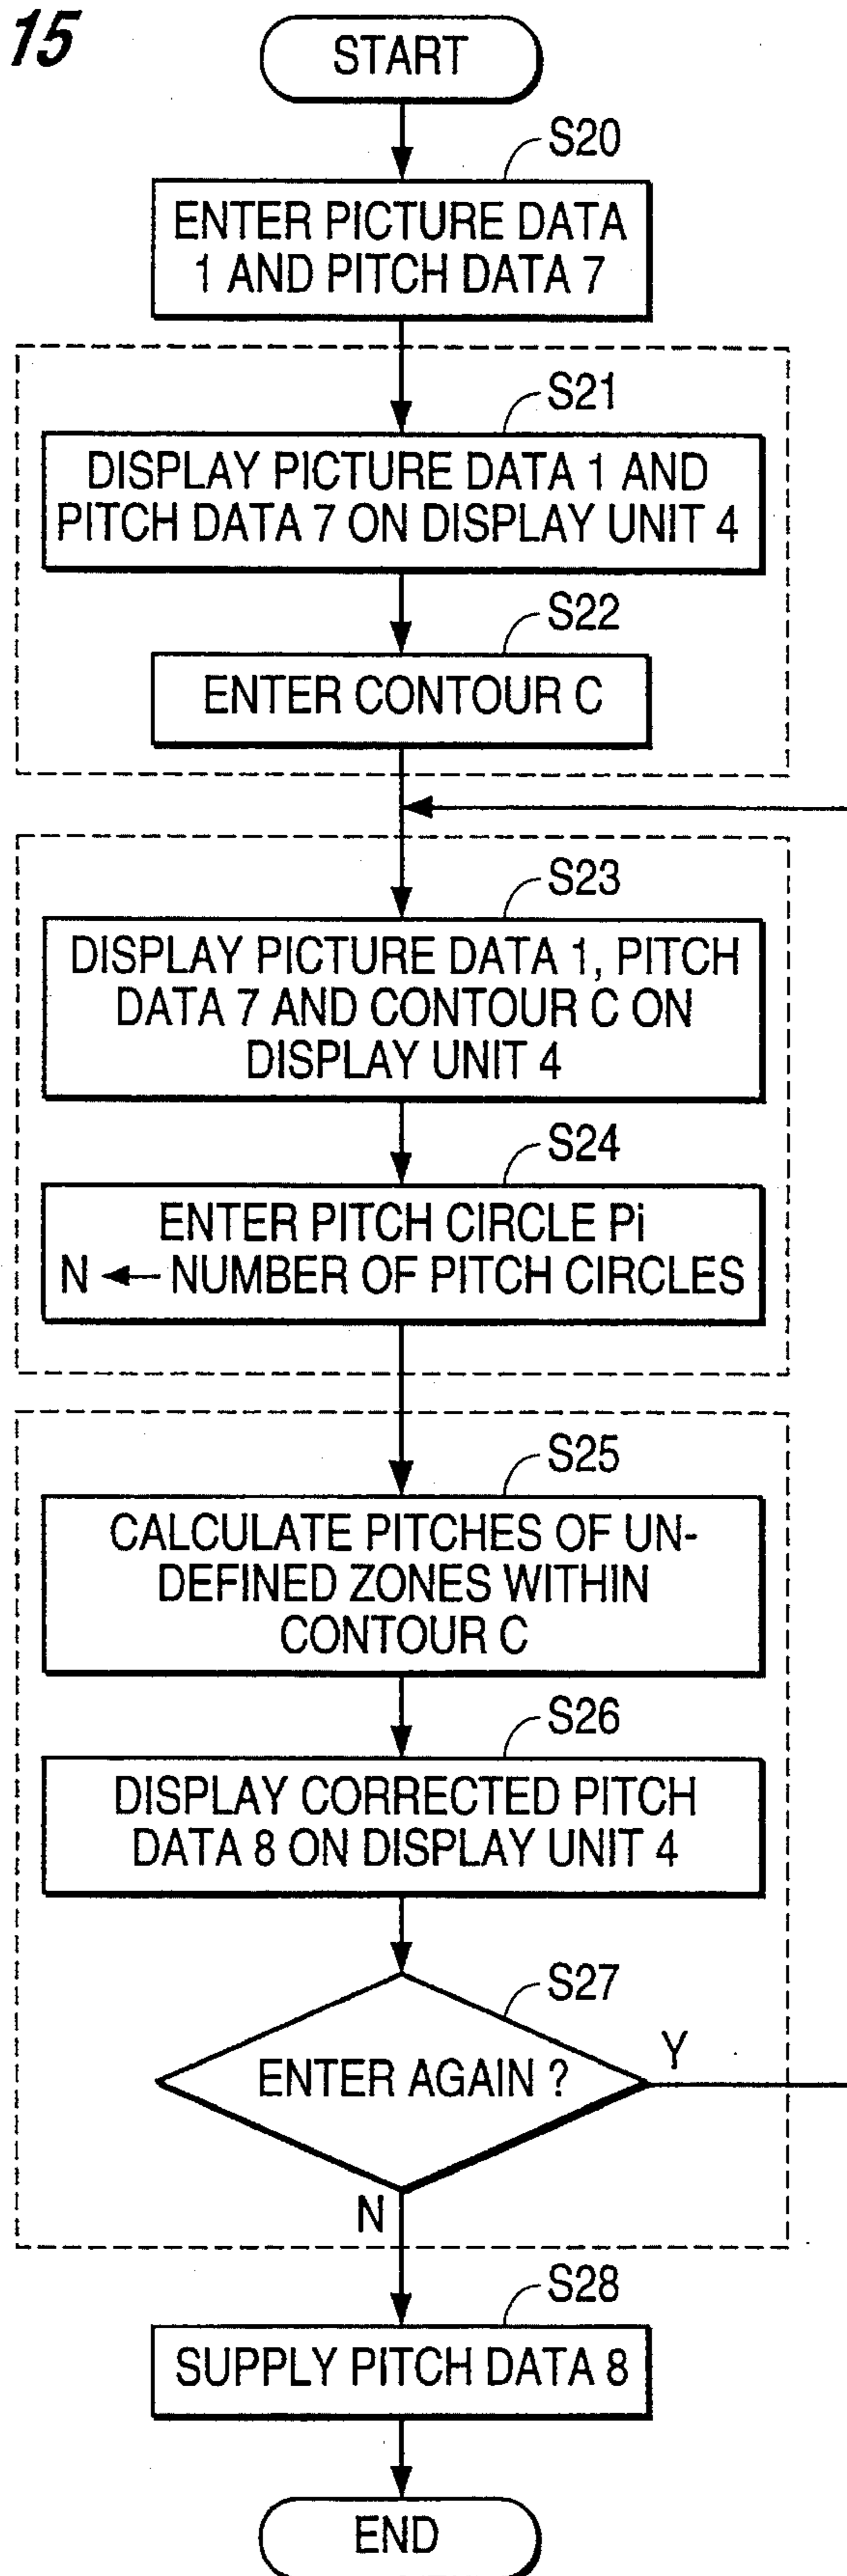 15
START
S20
ENTER PICTURE DATA
1 AND PITCH DATA 7
S21
DISPLAY PICTURE DATA 1 AND
PITCH DATA 7 ON DISPLAY UNIT 4
S22
ENTER CONTOUR C
S23
DISPLAY PICTURE DATA 1, PITCH
DATA 7 AND CONTOUR C ON
DISPLAY UNIT 4
S24
ENTER PITCH CIRCLE Pi
N ← NUMBER OF PITCH CIRCLES
S25
CALCULATE PITCHES OF UN-
DEFINED ZONES WITHIN
CONTOUR C
S26
DISPLAY CORRECTED PITCH
DATA 8 ON DISPLAY UNIT 4
S27
ENTER AGAIN ?
Y
N
S28
SUPPLY PITCH DATA 8
END